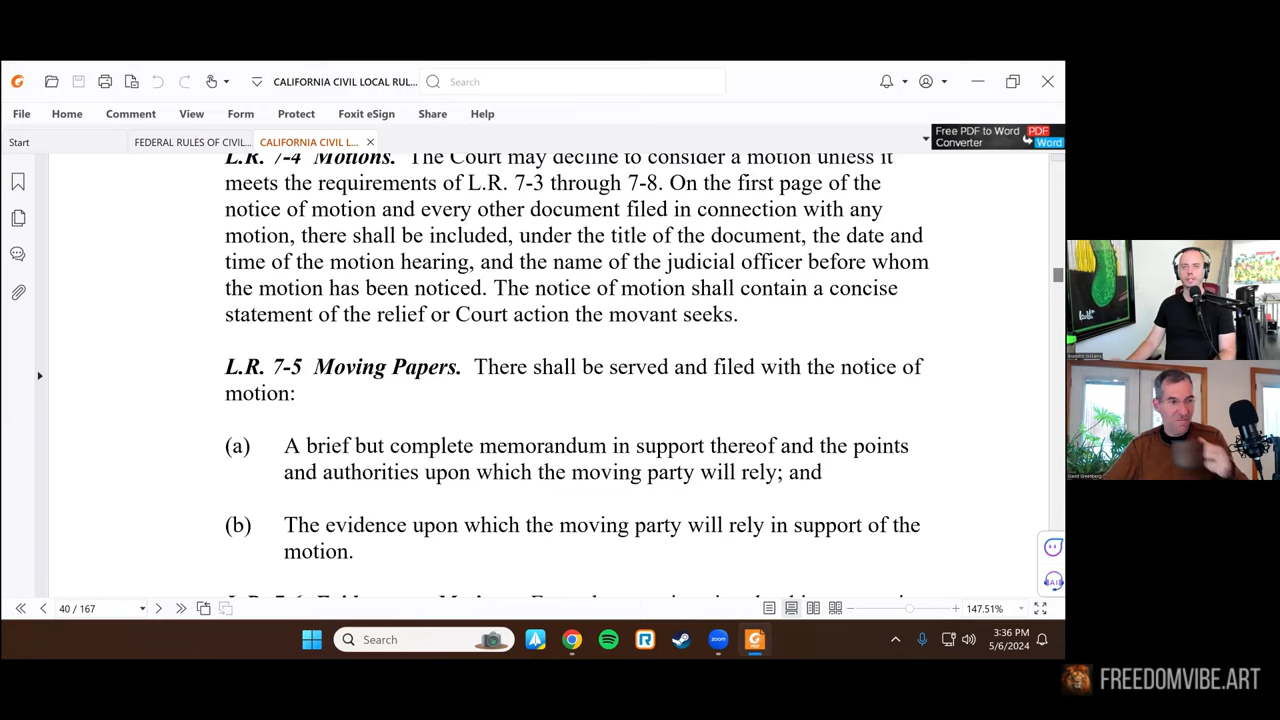 CALIFORNIA CIVIL LOCAL RUL...
Search
File Home Comment View Form Protect Foxit eSign Share Help
Start
FEDERAL RULES OF CIVIL...
CALIFORNIA CIVIL L...
Free PDF to Word
Converter
PDF
Word
L.R. 7-4 Motions. The Court may decline to consider a motion unless it
meets the requirements of L.R. 7-3 through 7-8. On the first page of the
notice of motion and every other document filed in connection with any
motion, there shall be included, under the title of the document, the date and
time of the motion hearing, and the name of the judicial officer before whom
the motion has been noticed. The notice of motion shall contain a concise
statement of the relief or Court action the movant seeks.
L.R. 7-5 Moving Papers. There shall be served and filed with the notice of
motion:
(a) A brief but complete memorandum in support thereof and the points
and authorities upon which the moving party will rely; and
(b) The evidence upon which the moving party will rely in support of the
motion.
40 / 167
147.51%
Search
3:36 PM
5/6/2024
David Greenberg
FREEDOMVIBE.ART